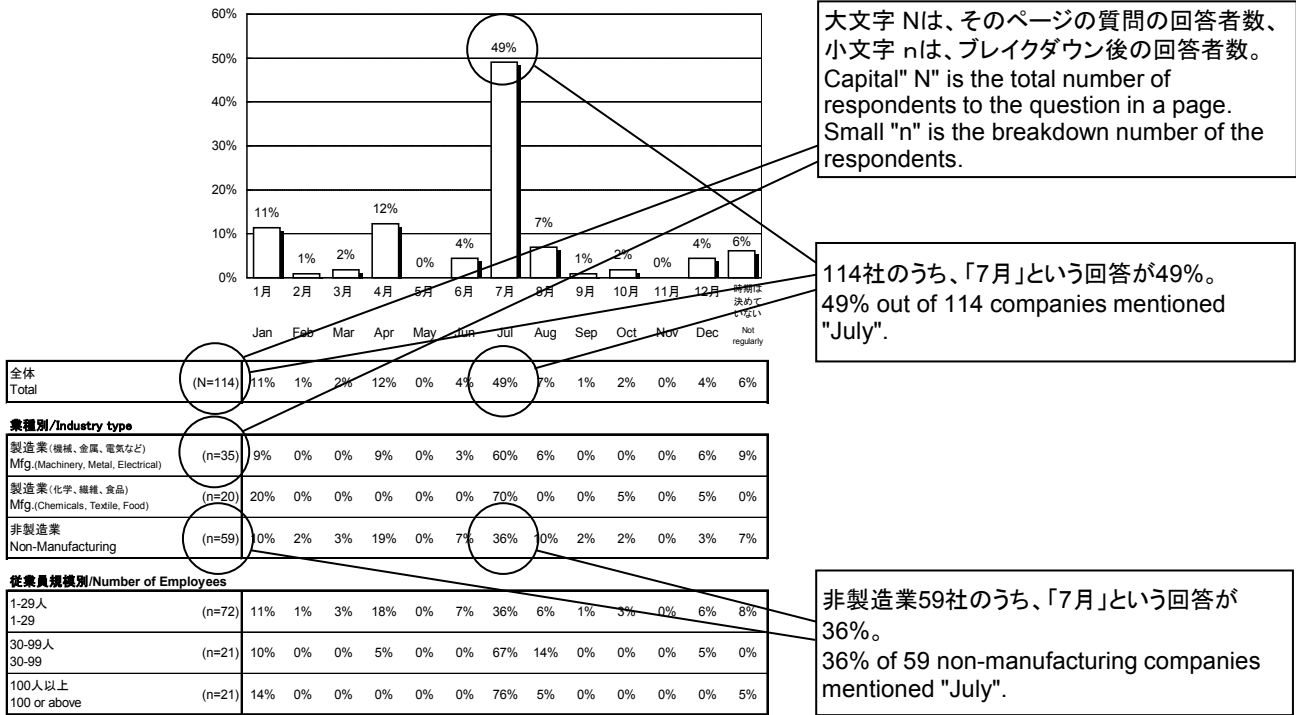 60%
50%
40%
30%
20%
10%
0%
11%
1%
2%
12%
0%
4%
49%
7%
1%
2%
0%
4%
6%
1月 2月 3月 4月 5月 6月 7月 8月 9月 10月 11月 12月 時期は
決めて
いない
Jan Feb Mar Apr May Jun Jul Aug Sep Oct Nov Dec Not
regularly
大文字 Nは、そのページの質問の回答者数、
小文字 nは、ブレイクダウン後の回答者数。
Capital" N" is the total number of
respondents to the question in a page.
Small "n" is the breakdown number of the
respondents.
114社のうち、「7月」という回答が49%。
49% out of 114 companies mentioned
"July".
全体
Total (N=114) 11% 1% 2% 12% 0% 4% 49% 7% 1% 2% 0% 4% 6%
業種別/Industry type
製造業(機械、金属、電気など)
Mfg.(Machinery, Metal, Electrical) (n=35) 9% 0% 0% 9% 0% 3% 60% 6% 0% 0% 0% 6% 9%
製造業(化学、繊維、食品)
Mfg.(Chemicals, Textile, Food) (n=20) 20% 0% 0% 0% 0% 0% 70% 0% 0% 5% 0% 5% 0%
非製造業
Non-Manufacturing (n=59) 10% 2% 3% 19% 0% 7% 36% 10% 2% 2% 0% 3% 7%
従業員規模別/Number of Employees
1-29人
1-29 (n=72) 11% 1% 3% 18% 0% 7% 36% 6% 1% 3% 0% 6% 8%
30-99人
30-99 (n=21) 10% 0% 0% 5% 0% 0% 67% 14% 0% 0% 0% 5% 0%
100人以上
100 or above (n=21) 14% 0% 0% 0% 0% 0% 76% 5% 0% 0% 0% 0% 5%
非製造業59社のうち、「7月」という回答が
36%。
36% of 59 non-manufacturing companies
mentioned "July".